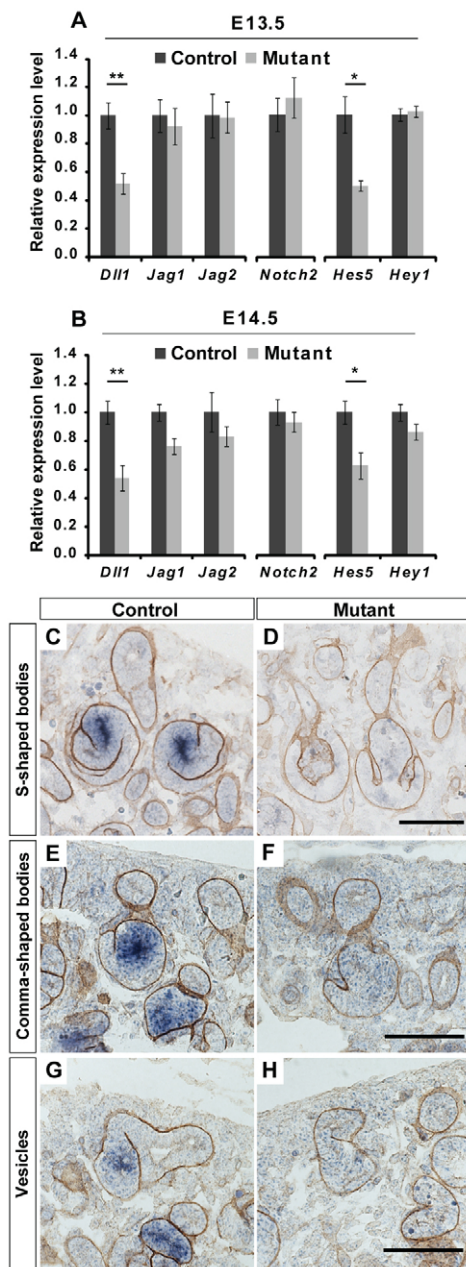 A
E13.5
Control Mutant
Relative expression level
1.4
1.2
1.0
0.8
0.6
0.4
0.2
0.0
**
*
Dll1 Jag1 Jag2 Notch2 Hes5 Hey1
B
E14.5
Control Mutant
Relative expression level
1.4
1.2
1.0
0.8
0.6
0.4
0.2
0.0
**
*
Dll1 Jag1 Jag2 Notch2 Hes5 Hey1
Control Mutant
S-shaped bodies
C D
Comma-shaped bodies
E F
Vesicles
G H